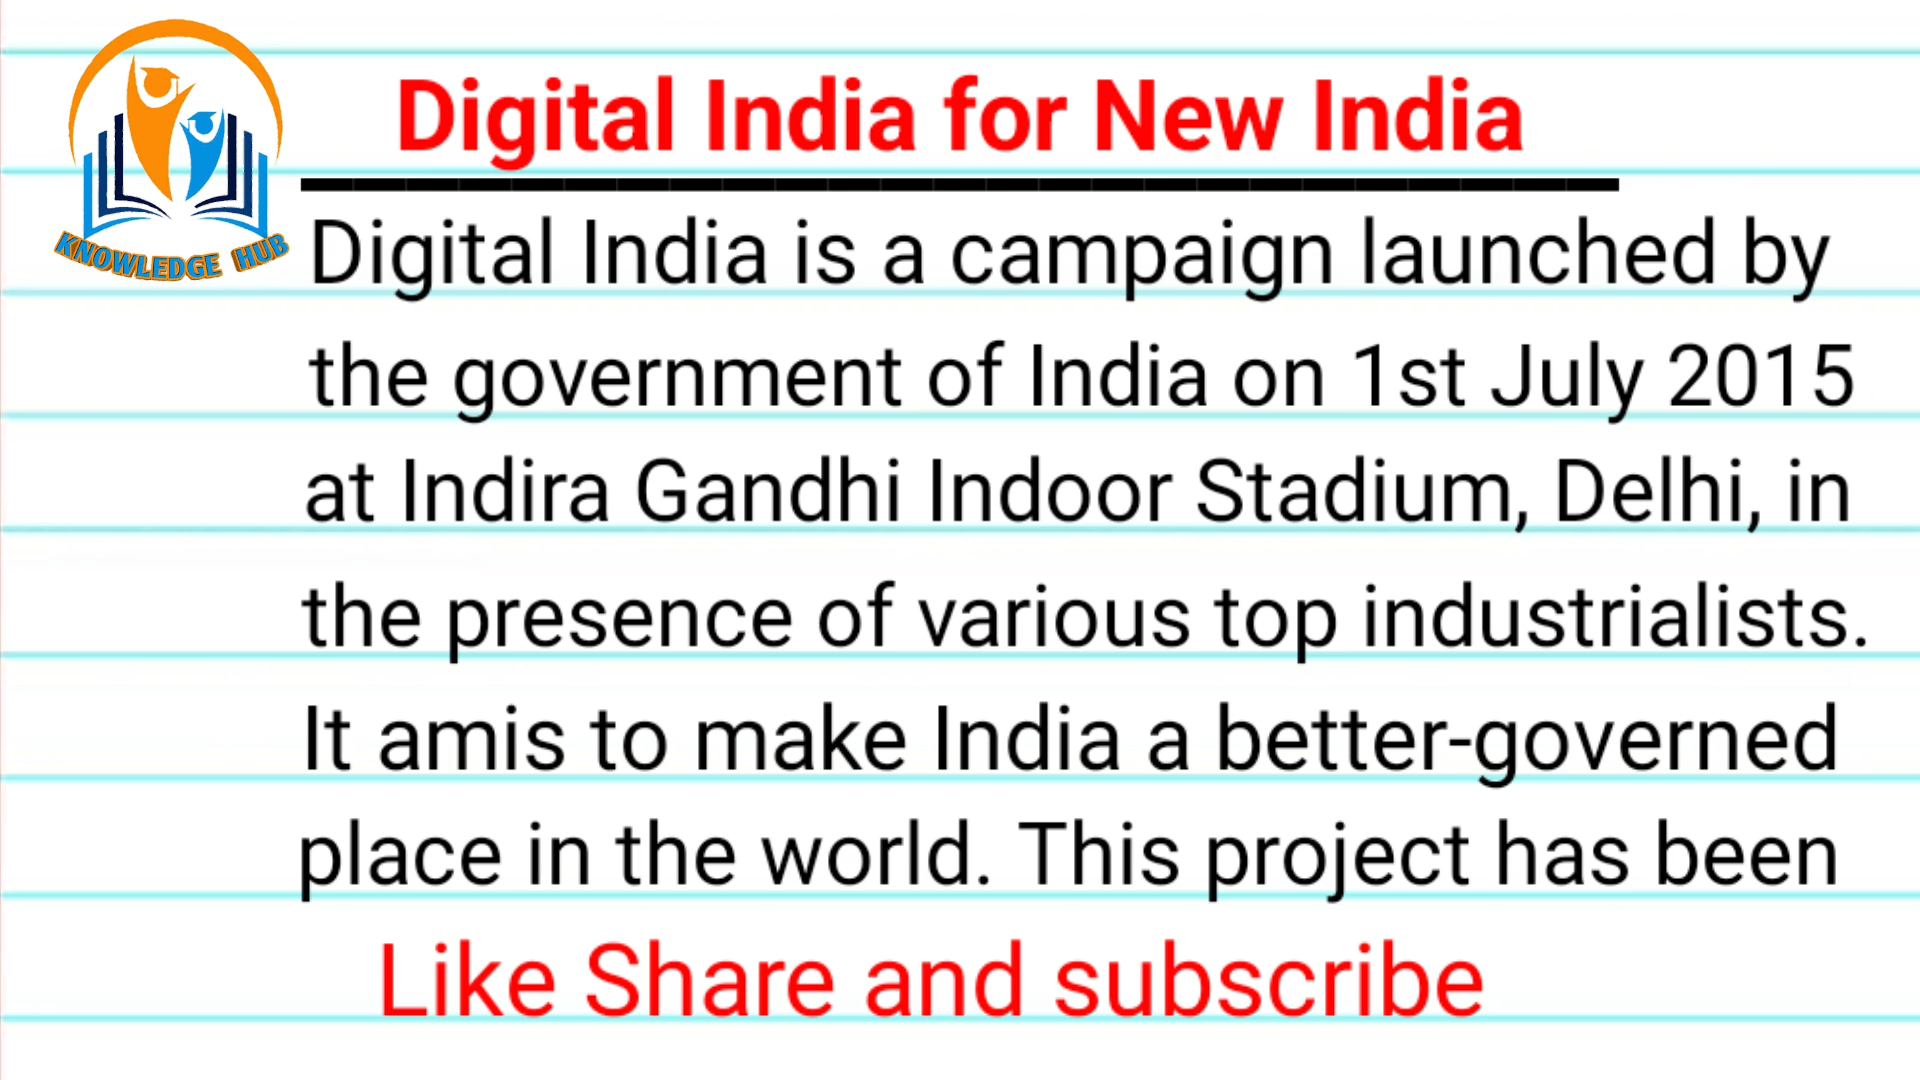 Digital India for New India
KNOWLEDGE HUB
Digital India is a campaign launched by
the government of India on 1st July 2015
at Indira Gandhi Indoor Stadium, Delhi, in
the presence of various top industrialists.
It amis to make India a better-governed
place in the world. This project has been
Like Share and subscribe